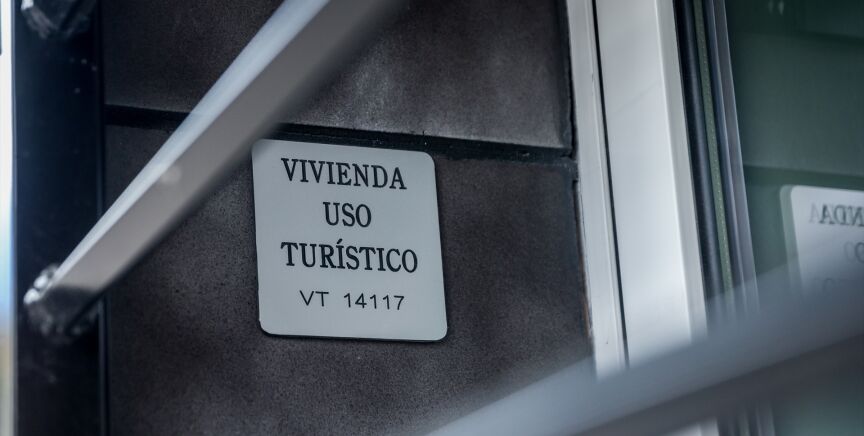 VIVIENDA
USO
TURÍSTICO
VT 14117